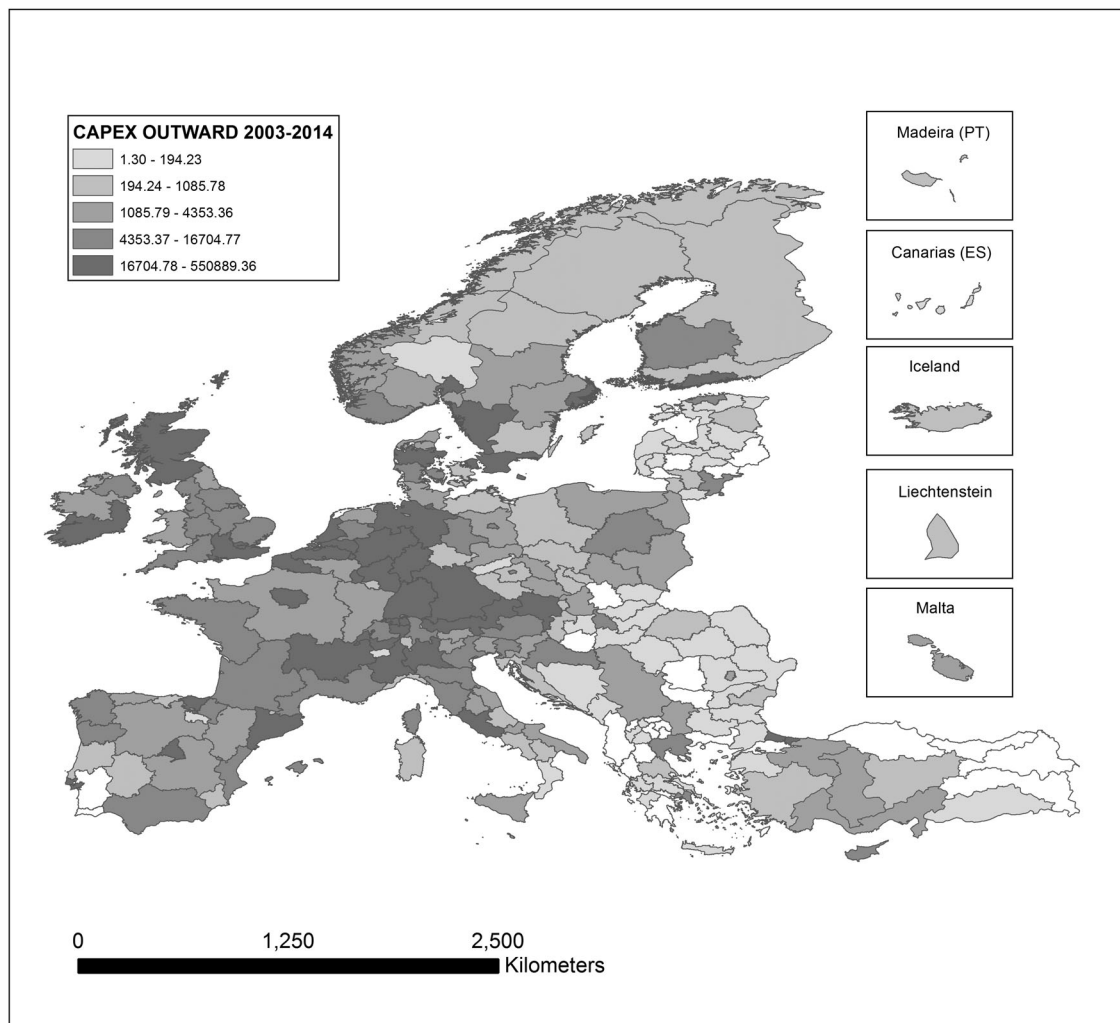 CAPEX OUTWARD 2003-2014
1.30 - 194.23
194.24 - 1085.78
1085.79 - 4353.36
4353.37 - 16704.77
16704.78 - 550889.36
Madeira (PT)
Canarias (ES)
Iceland
Liechtenstein
Malta
0 1,250 2,500
Kilometers